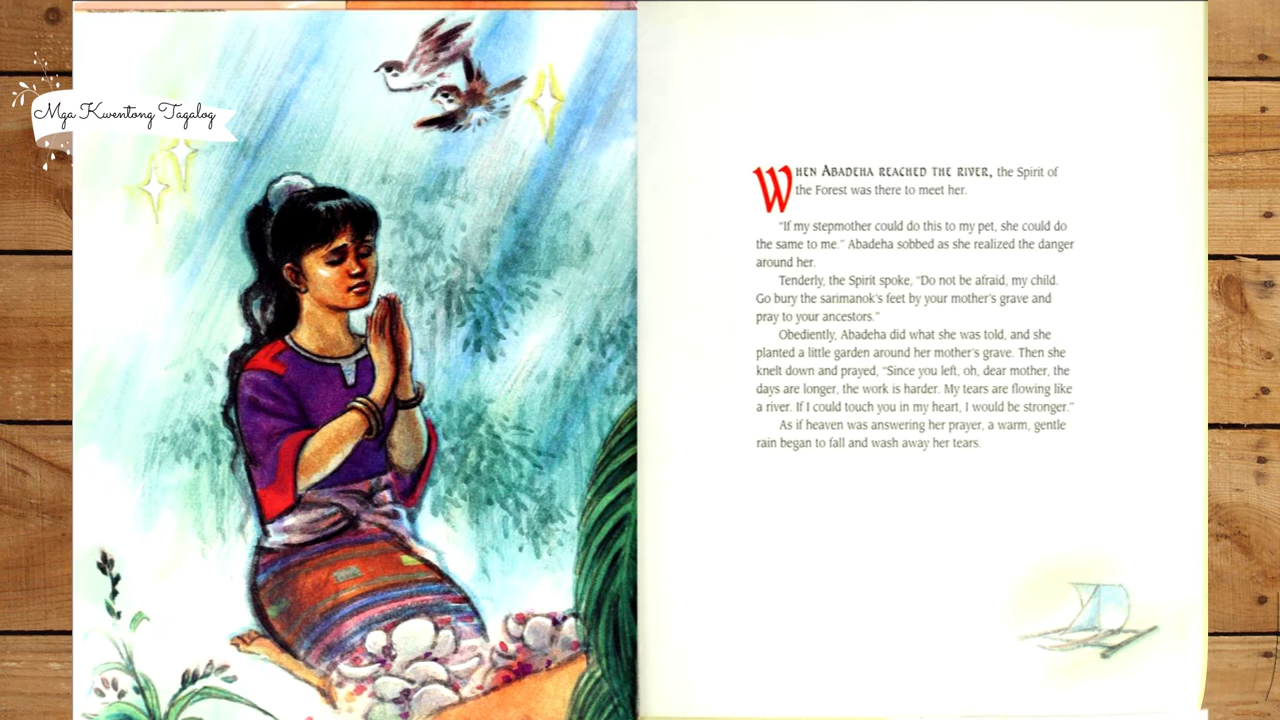 Mga Kwentong Tagalog
WHEN ABADEHA REACHED THE RIVER, the Spirit of
the Forest was there to meet her.
“If my stepmother could do this to my pet, she could do
the same to me.” Abadeha sobbed as she realized the danger
around her.
Tenderly, the Spirit spoke, “Do not be afraid, my child.
Go bury the sarimanok’s feet by your mother’s grave and
pray to your ancestors.”
Obediently, Abadeha did what she was told, and she
planted a little garden around her mother’s grave. Then she
knelt down and prayed, “Since you left, oh, dear mother, the
days are longer, the work is harder. My tears are flowing like
a river. If I could touch you in my heart, I would be stronger.”
As if heaven was answering her prayer, a warm, gentle
rain began to fall and wash away her tears.